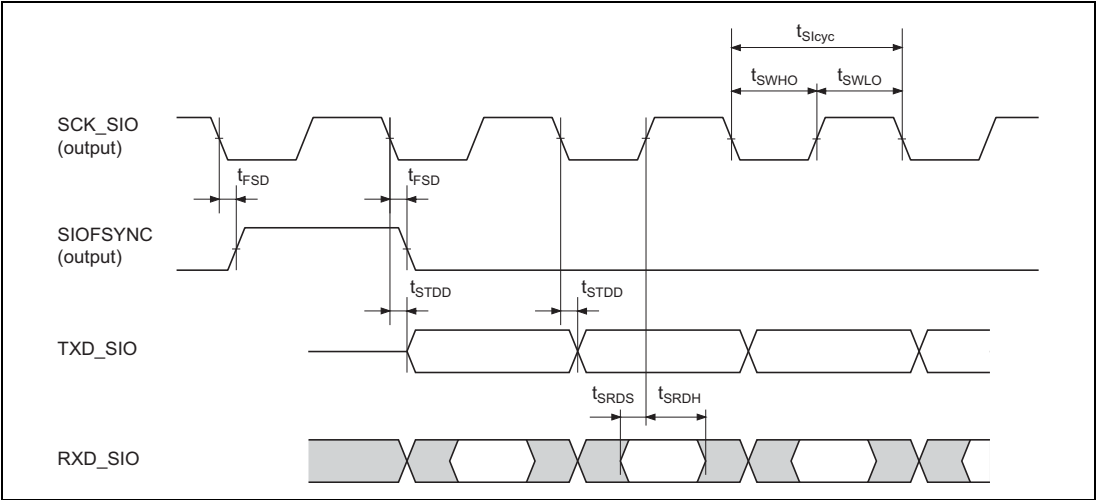 tSIcyc
tSWHO tSWLO
SCK_SIO
(output)
tFSD tFSD
SIOFSYNC
(output)
tSTDD tSTDD
TXD_SIO
tSRDS tSRDH
RXD_SIO